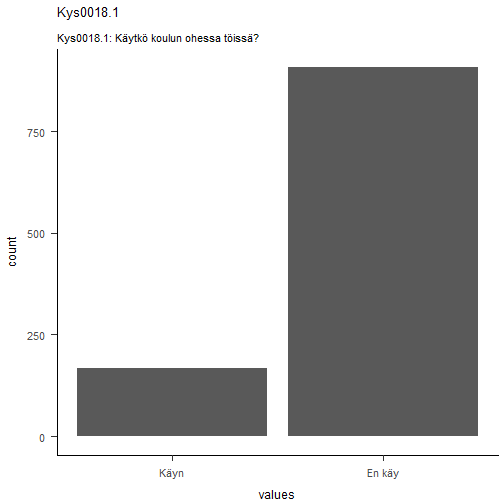 Kys0018.1
Kys0018.1: Käytkö koulun ohessa töissä?
750
500
250
0
count
Käyn
En käy
values